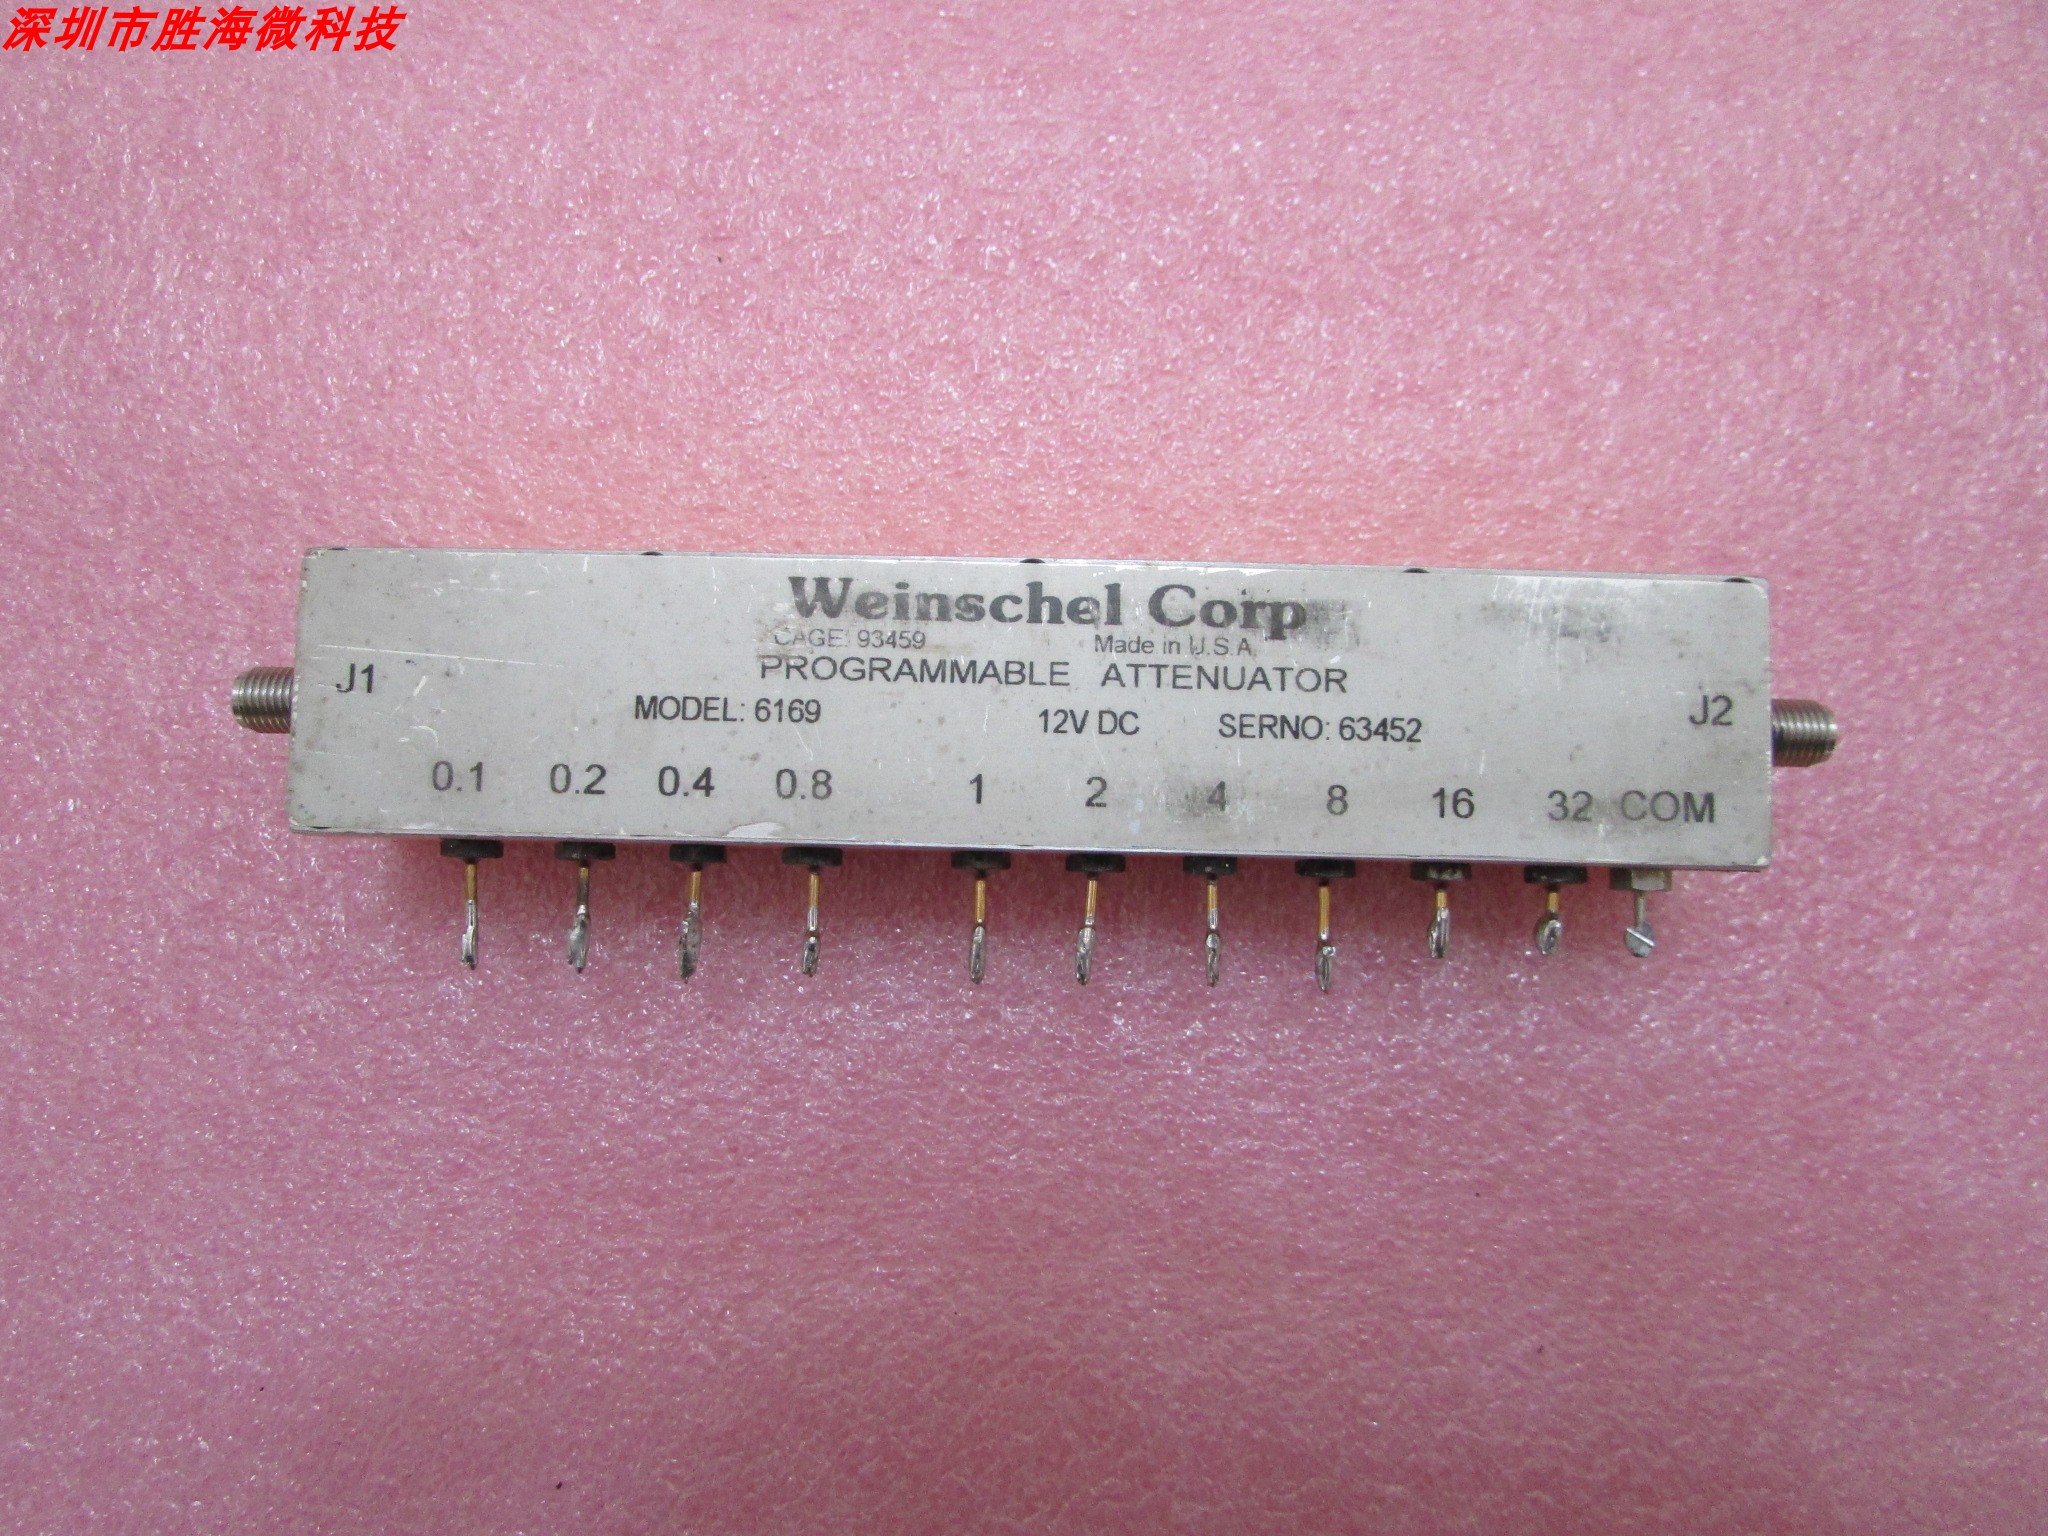 深圳市胜海微科技
Weinschel Corp
CAGE: 93459 Made in U.S.A.
PROGRAMMABLE ATTENUATOR
MODEL: 6169 12V DC SERNO: 63452
J1 J2
0.1 0.2 0.4 0.8 1 2 4 8 16 32 COM